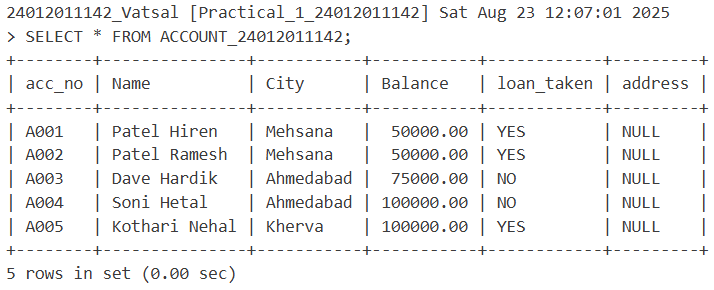 24012011142_Vatsal [Practical_1_24012011142] Sat Aug 23 12:07:01 2025
> SELECT * FROM ACCOUNT_24012011142;
+--------+---------------+-----------+-----------+------------+---------+
| acc_no | Name          | City      | Balance   | loan_taken | address |
+--------+---------------+-----------+-----------+------------+---------+
| A001   | Patel Hiren   | Mehsana   |  50000.00 | YES        | NULL    |
| A002   | Patel Ramesh  | Mehsana   |  50000.00 | YES        | NULL    |
| A003   | Dave Hardik   | Ahmedabad |  75000.00 | NO         | NULL    |
| A004   | Soni Hetal    | Ahmedabad | 100000.00 | NO         | NULL    |
| A005   | Kothari Nehal | Kherva    | 100000.00 | YES        | NULL    |
+--------+---------------+-----------+-----------+------------+---------+
5 rows in set (0.00 sec)